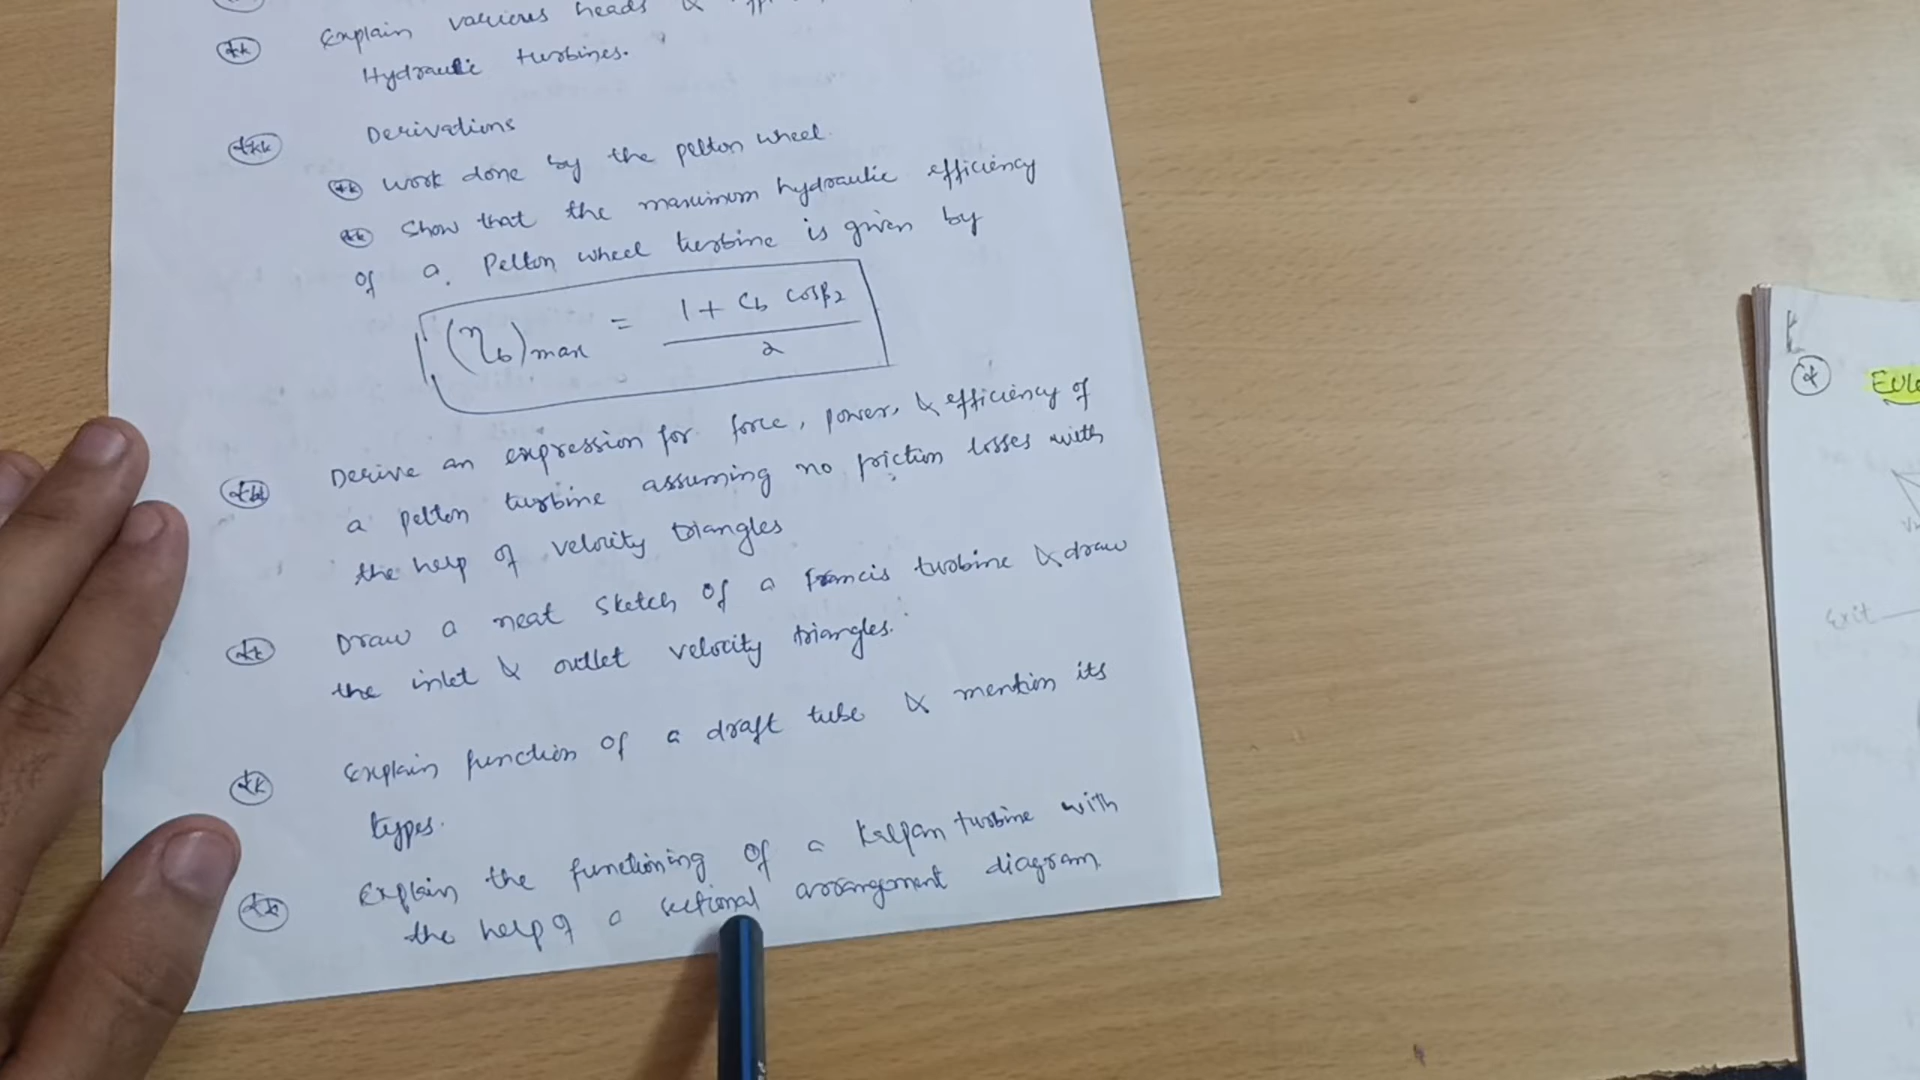 Explain various heads &
Hydraulic turbines.
Derivations
work done by the pelton wheel.
Show that the maximum hydraulic efficiency
of a. Pelton wheel turbine is given by
(ηb)max = 1 + Cb cosβ2 / 2
Derive an expression for force, power, & efficiency of
a pelton turbine assuming no friction losses with
the help of velocity triangles
Draw a neat sketch of a Francis turbine & draw
the inlet & outlet velocity triangles.
Explain function of a draft tube & mention its
types.
Explain the functioning of a Kalpan turbine with
the help of a sectional arrangement diagram.
Exit